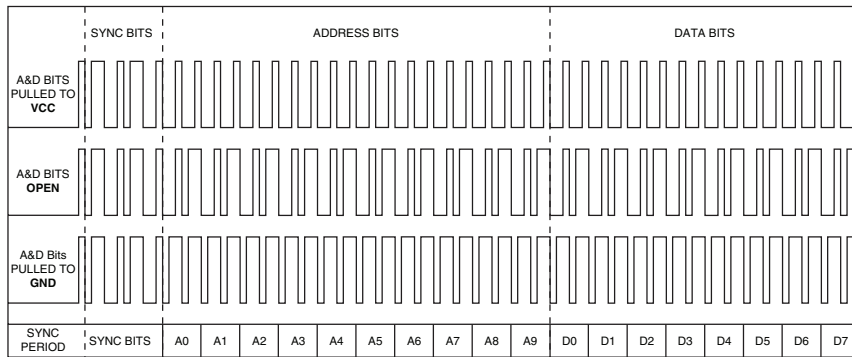 SYNC BITS ADDRESS BITS DATA BITS
A&D BITS
PULLED TO
VCC
A&D BITS
OPEN
A&D Bits
PULLED TO
GND
SYNC
PERIOD
SYNC BITS A0 A1 A2 A3 A4 A5 A6 A7 A8 A9 D0 D1 D2 D3 D4 D5 D6 D7